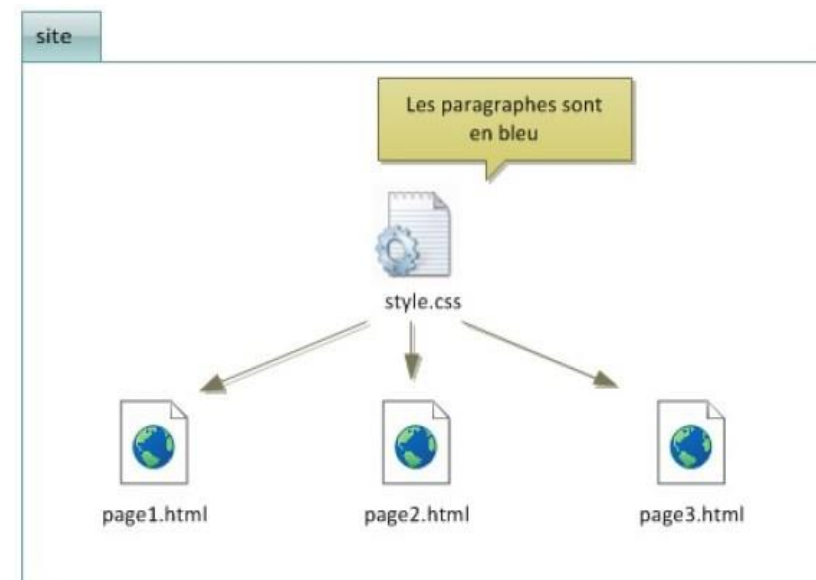 site
Les paragraphes sont
en bleu
style.css
page1.html
page2.html
page3.html